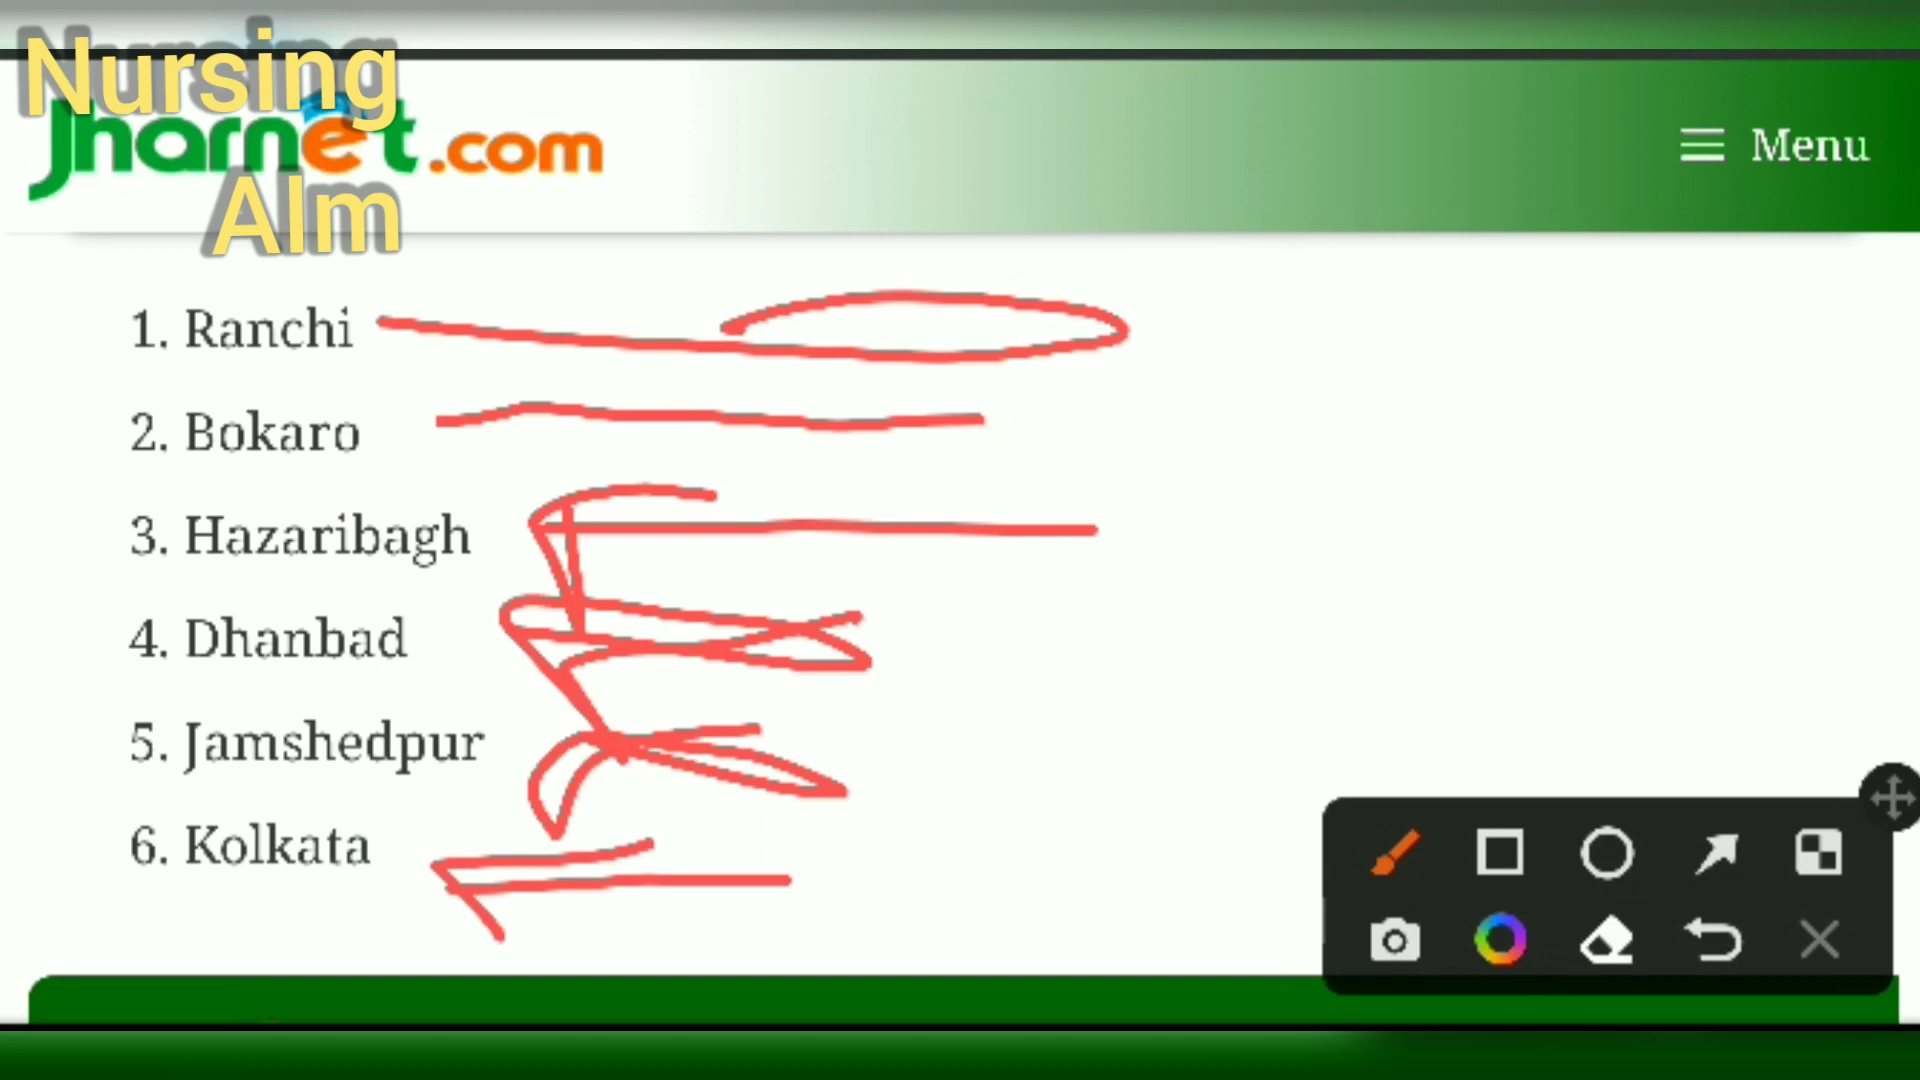 Nursing
Jharnet.com
Alm
Menu
1. Ranchi
2. Bokaro
3. Hazaribagh
4. Dhanbad
5. Jamshedpur
6. Kolkata